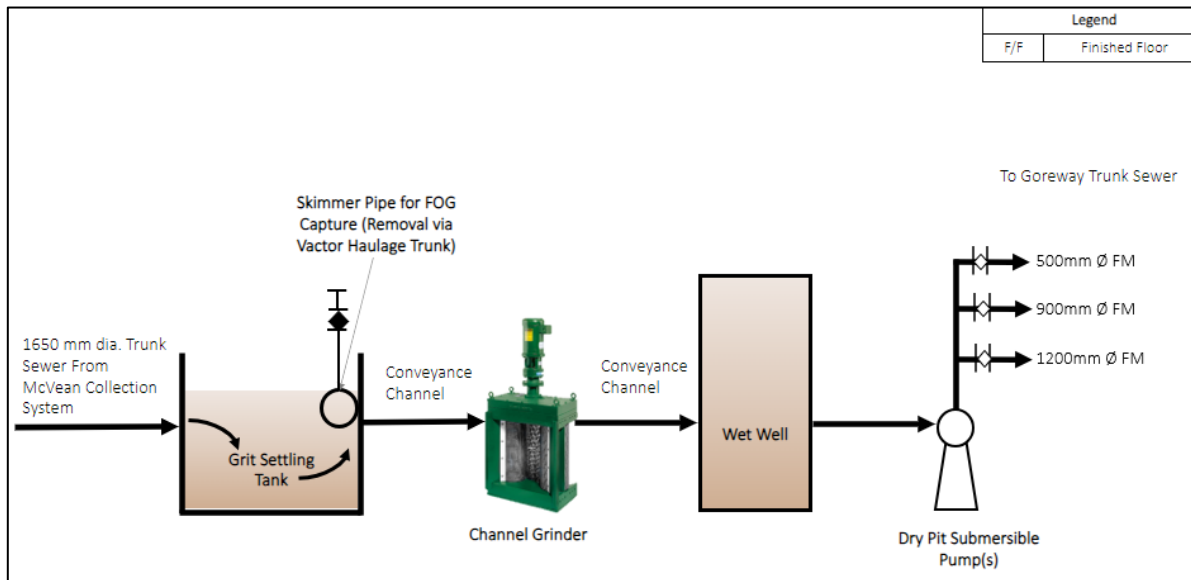 Legend
F/F Finished Floor
To Goreway Trunk Sewer
Skimmer Pipe for FOG
Capture (Removal via
Vactor Haulage Trunk)
500mm Ø FM
900mm Ø FM
1200mm Ø FM
1650 mm dia. Trunk
Sewer From
McVean Collection
System
Conveyance
Channel
Conveyance
Channel
Grit Settling
Tank
Wet Well
Channel Grinder
Dry Pit Submersible
Pump(s)